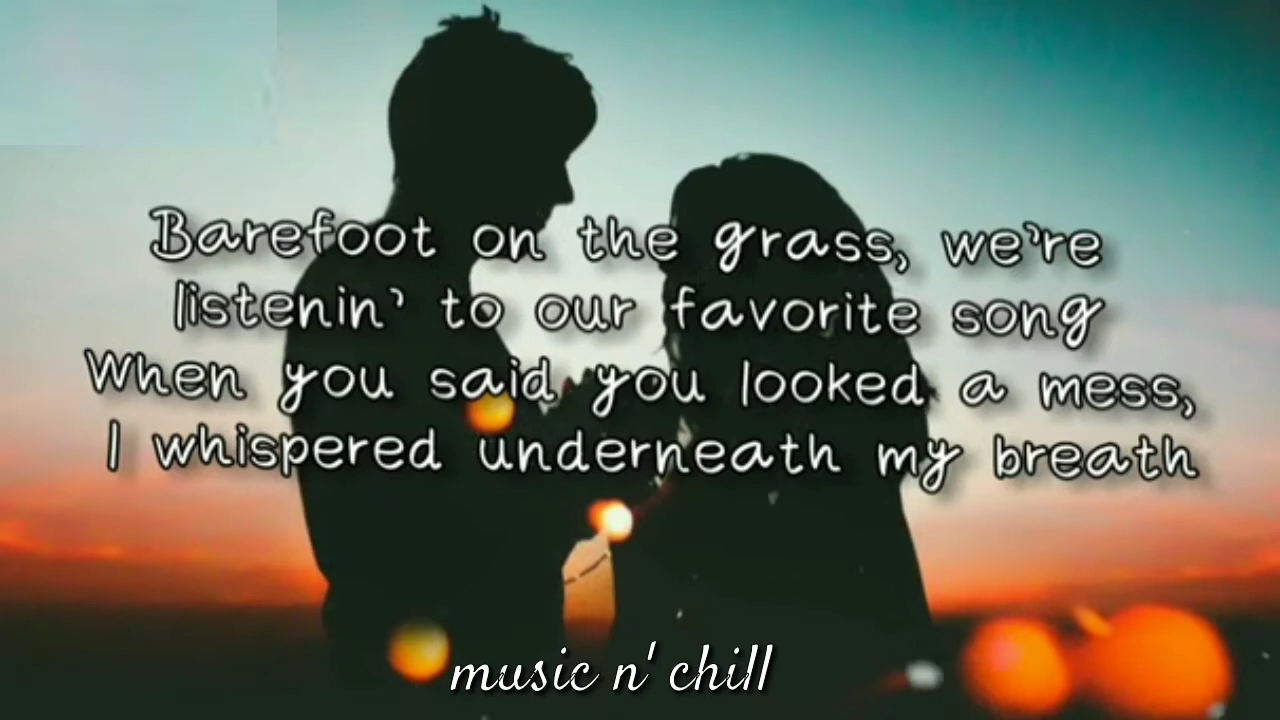 Barefoot on the grass, we're
listenin' to our favorite song
When you said you looked a mess,
I whispered underneath my breath
music n' chill